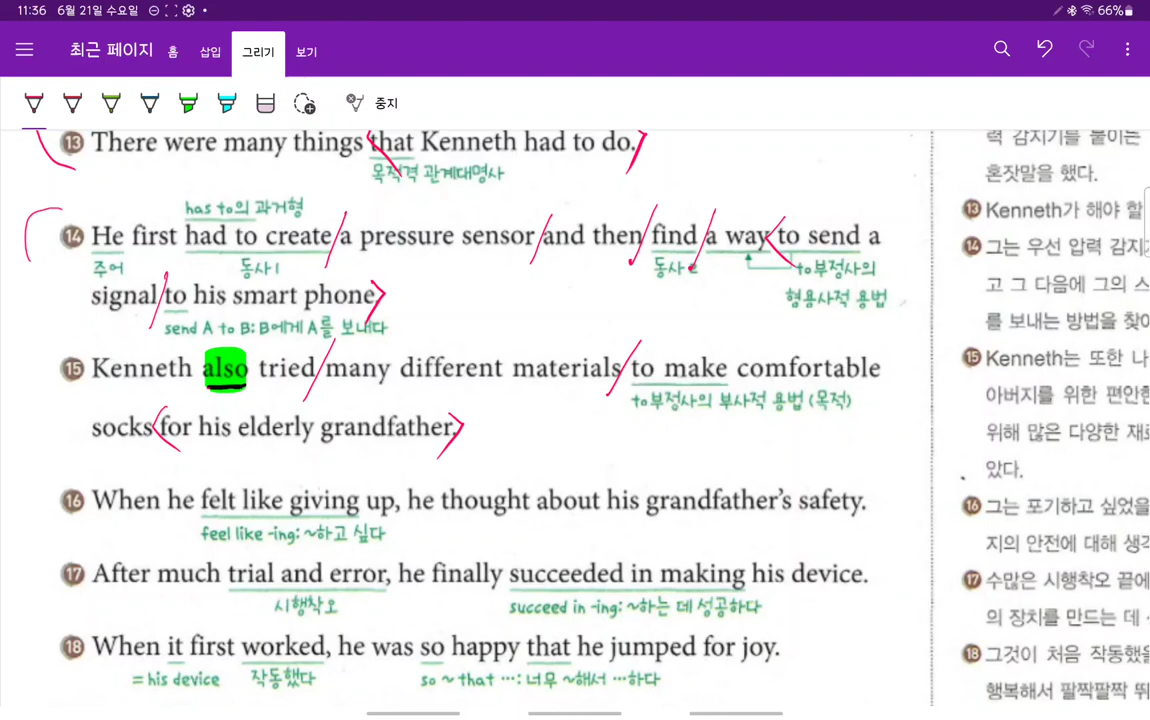 11:36 6월 21일 수요일 66%
최근 페이지 홈 삽입 그리기 보기
중지
⑬ There were many things that Kenneth had to do.
목적격 관계대명사
has to의 과거형
⑭ He first had to create a pressure sensor and then find a way to send a
주어 동사1 동사2 to부정사의
형용사적 용법
signal to his smart phone.
send A to B: B에게 A를 보내다
⑮ Kenneth also tried many different materials to make comfortable
to부정사의 부사적 용법 (목적)
socks for his elderly grandfather.
⑯ When he felt like giving up, he thought about his grandfather's safety.
feel like -ing: ~하고 싶다
⑰ After much trial and error, he finally succeeded in making his device.
시행착오 succeed in -ing: ~하는 데 성공하다
⑱ When it first worked, he was so happy that he jumped for joy.
= his device 작동했다 so ~ that …: 너무 ~해서 …하다
력 감지기를 붙이는
혼잣말을 했다.
⑬ Kenneth가 해야 할
⑭ 그는 우선 압력 감지
고 그 다음에 그의 스
를 보내는 방법을 찾
⑮ Kenneth는 또한 나
아버지를 위한 편안한
위해 많은 다양한 재
았다.
⑯ 그는 포기하고 싶었을
지의 안전에 대해 생각
⑰ 수많은 시행착오 끝에
의 장치를 만드는 데
⑱ 그것이 처음 작동했을
행복해서 팔짝팔짝 뛰